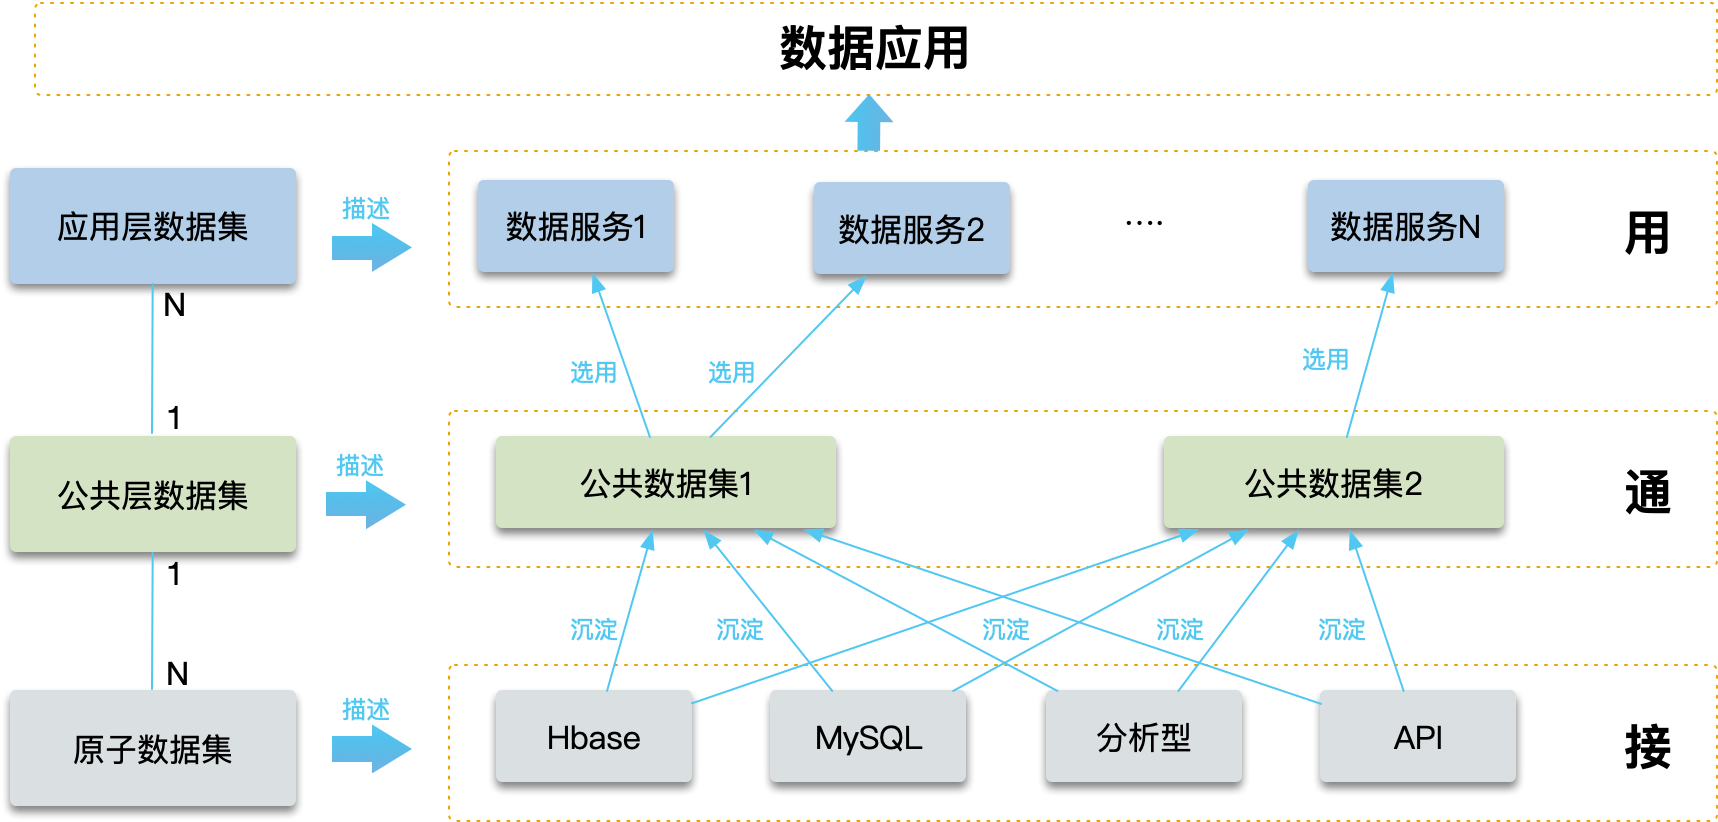 数据应用
应用层数据集
描述
数据服务1
数据服务2
····
数据服务N
用
N
选用
选用
选用
1
公共层数据集
描述
公共数据集1
公共数据集2
通
1
沉淀
沉淀
沉淀
沉淀
沉淀
N
原子数据集
描述
Hbase
MySQL
分析型
API
接